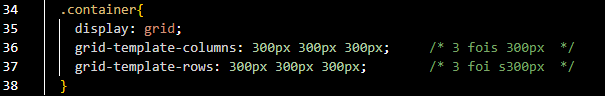 34 .container{
35 display: grid;
36 grid-template-columns: 300px 300px 300px; /* 3 fois 300px */
37 grid-template-rows: 300px 300px 300px; /* 3 foi s300px */
38 }